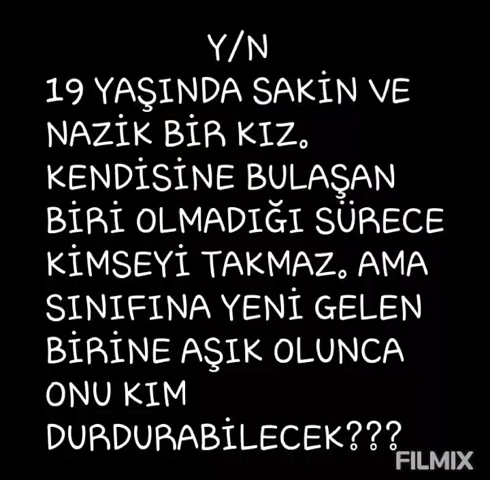 Y/N
19 YAŞINDA SAKİN VE
NAZİK BİR KIZ.
KENDİSİNE BULAŞAN
BİRİ OLMADIĞI SÜRECE
KİMSEYİ TAKMAZ. AMA
SINIFINA YENİ GELEN
BİRİNE AŞIK OLUNCA
ONU KIM
DURDURABİLECEK???
FILMIX